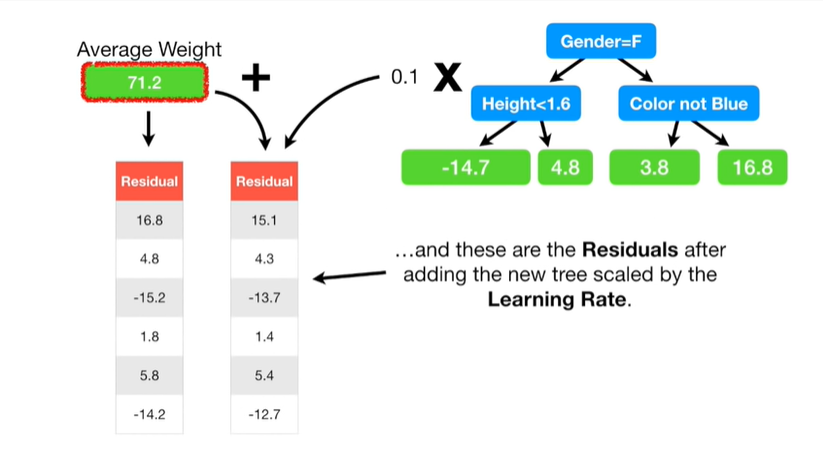 Average Weight
71.2
+
0.1 X
Gender=F
Height<1.6
Color not Blue
-14.7
4.8
3.8
16.8
Residual
16.8
4.8
-15.2
1.8
5.8
-14.2
Residual
15.1
4.3
-13.7
1.4
5.4
-12.7
...and these are the Residuals after
adding the new tree scaled by the
Learning Rate.